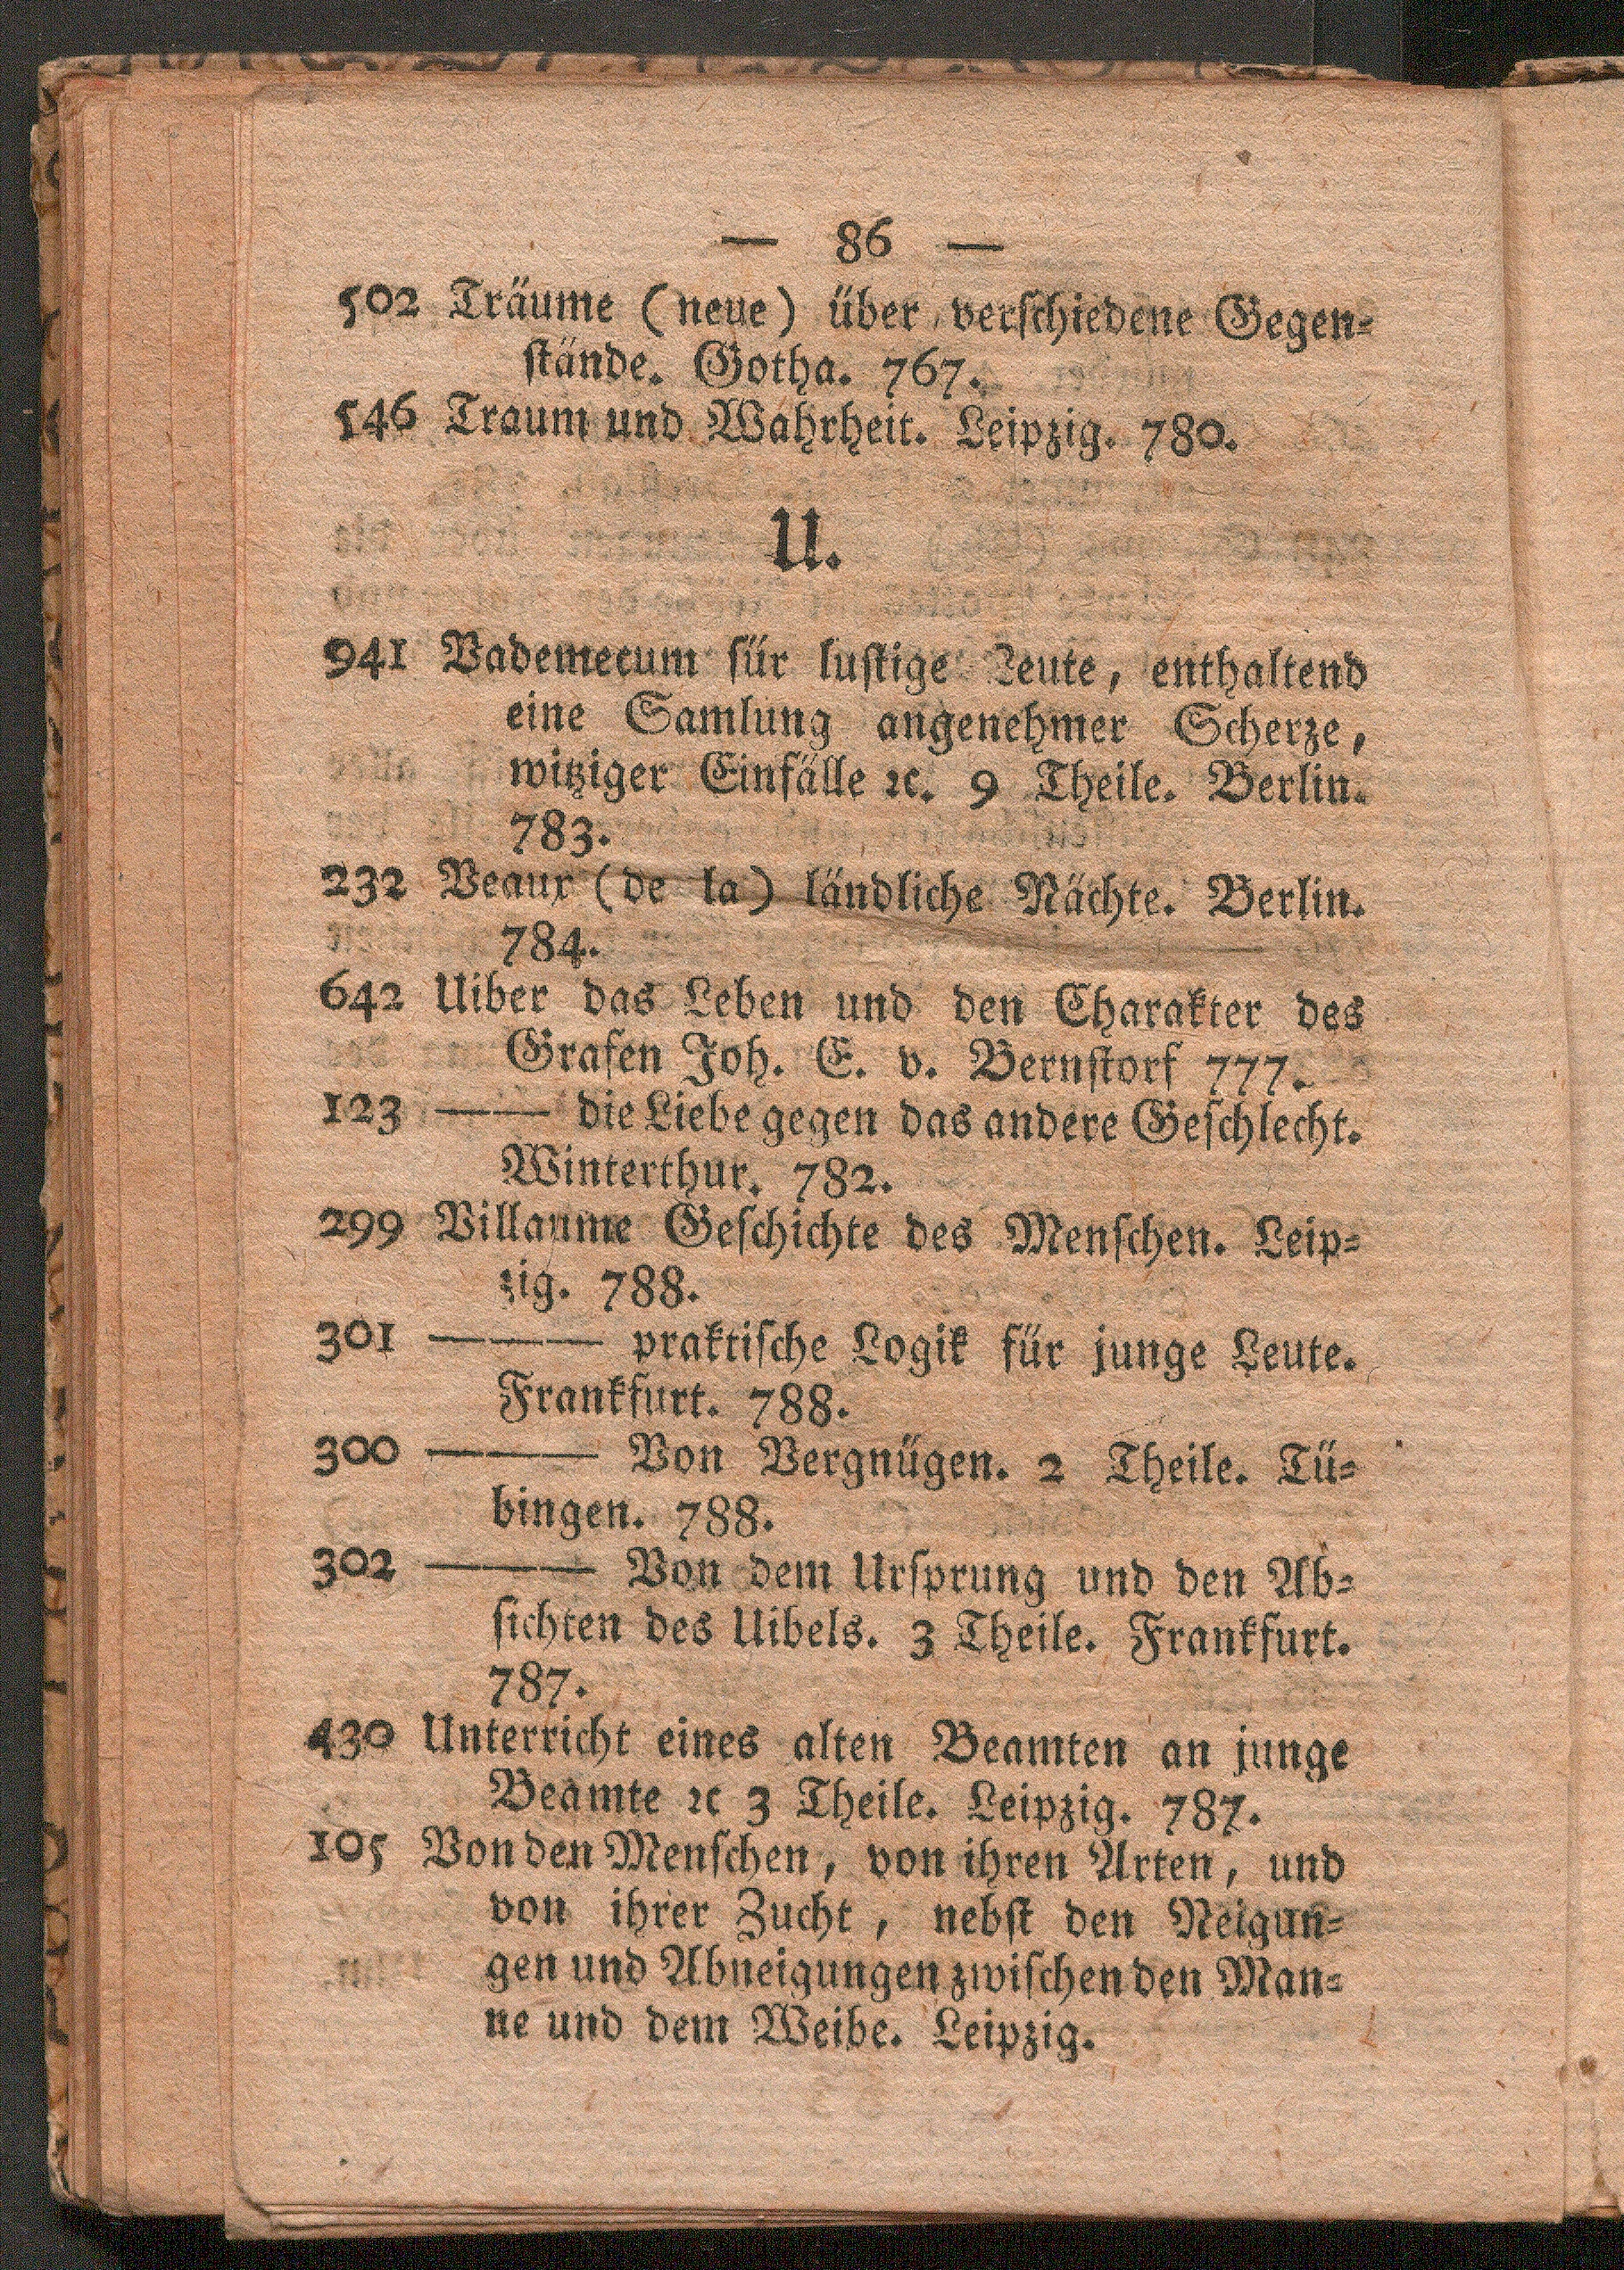 — 86 —
502 Träume (neue) über verschiedene Gegen=
stände. Gotha. 767.
546 Traum und Wahrheit. Leipzig. 780.
U.
941 Vademecum für lustige Leute, enthaltend
eine Samlung angenehmer Scherze,
witziger Einfälle ꝛc. 9 Theile. Berlin.
783.
232 Veaux (de la) ländliche Nächte. Berlin.
784.
642 Uiber das Leben und den Charakter des
Grafen Joh. E. v. Bernstorf 777.
123 —— die Liebe gegen das andere Geschlecht.
Winterthur. 782.
299 Villaume Geschichte des Menschen. Leip=
zig. 788.
301 ——— praktische Logik für junge Leute.
Frankfurt. 788.
300 ——— Von Vergnügen. 2 Theile. Tü=
bingen. 788.
302 ——— Von dem Ursprung und den Ab=
sichten des Uibels. 3 Theile. Frankfurt.
787.
430 Unterricht eines alten Beamten an junge
Beamte ꝛc 3 Theile. Leipzig. 787.
105 Von den Menschen, von ihren Arten, und
von ihrer Zucht, nebst den Neigun=
gen und Abneigungen zwischen den Man=
ne und dem Weibe. Leipzig.